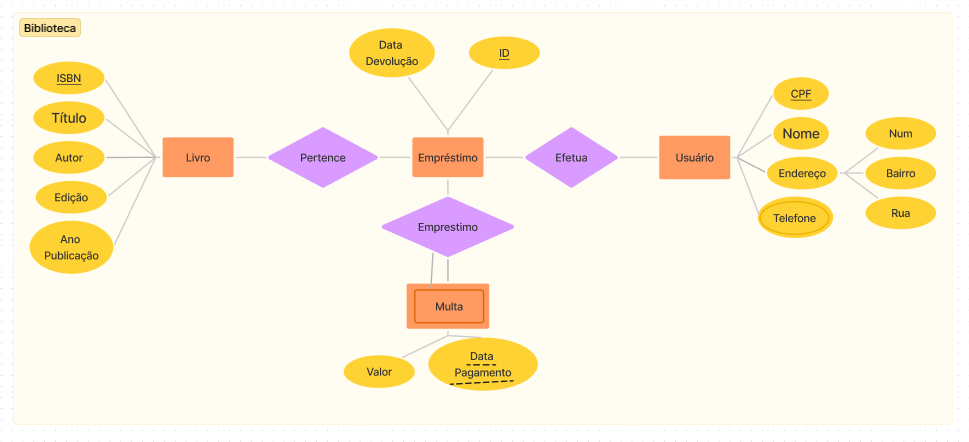 Biblioteca
Data
Devolução
ID
ISBN
Título
Autor
Edição
Ano
Publicação
Livro
Pertence
Empréstimo
Efetua
Usuário
CPF
Nome
Endereço
Telefone
Num
Bairro
Rua
Emprestimo
Multa
Valor
Data
Pagamento